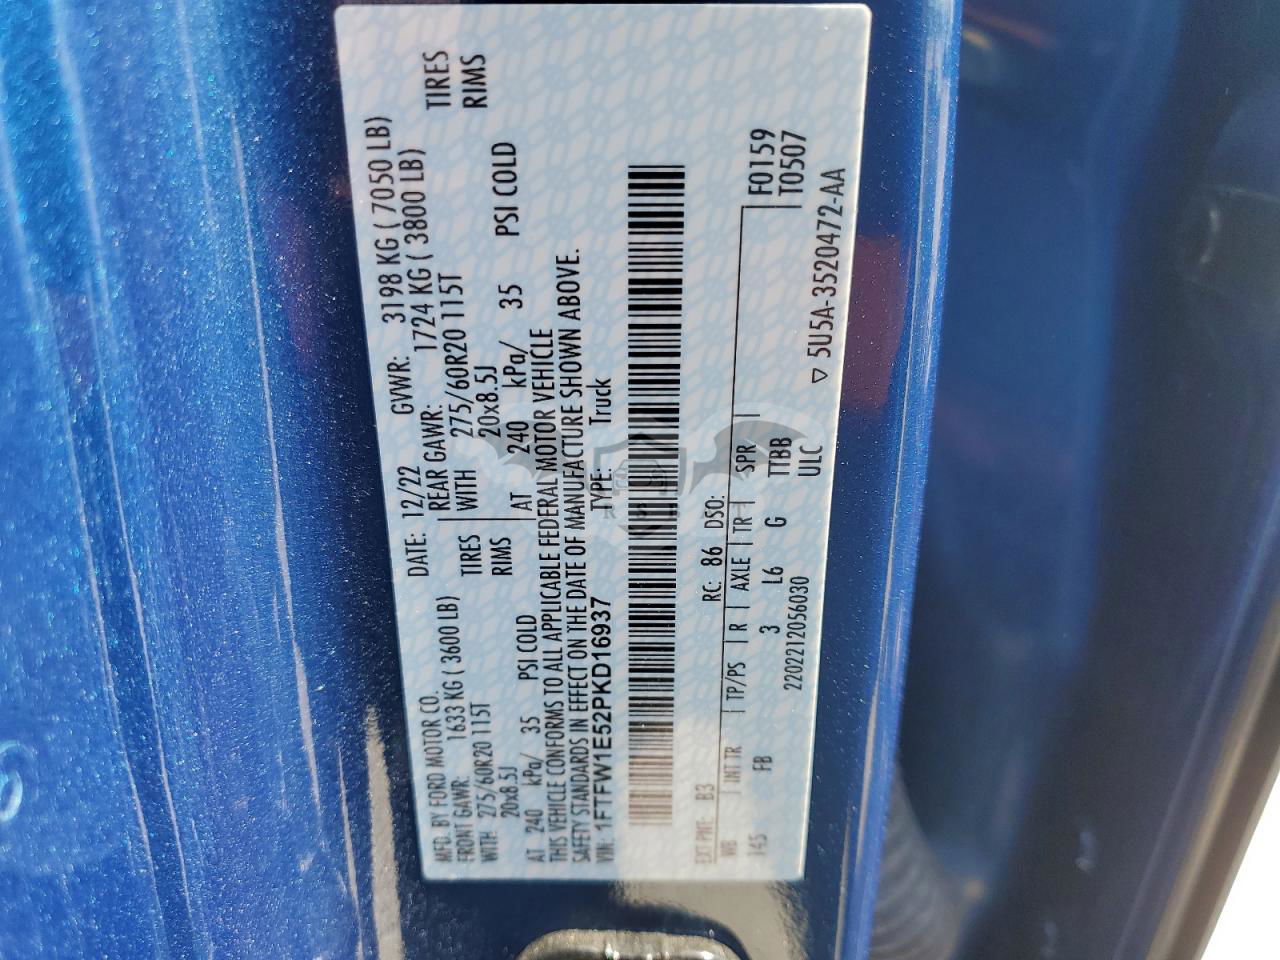 MFD. BY FORD MOTOR CO.
DATE: 12/22 GVWR: 3198 KG ( 7050 LB)
FRONT GAWR: 1633 KG ( 3600 LB) REAR GAWR: 1724 KG ( 3800 LB)
WITH 275/60R20 115T TIRES WITH 275/60R20 115T TIRES
20x8.5J RIMS 20x8.5J RIMS
AT 240 kPa/ 35 PSI COLD AT 240 kPa/ 35 PSI COLD
THIS VEHICLE CONFORMS TO ALL APPLICABLE FEDERAL MOTOR VEHICLE
SAFETY STANDARDS IN EFFECT ON THE DATE OF MANUFACTURE SHOWN ABOVE.
VIN: 1FTFW1E52PKD16937 TYPE: Truck
EXT PNT: B3 RC: 86 DSO: F0159
WB INT TR TP/PS R AXLE TR SPR T0507
145 FB 3 L6 G TTBB
2202212056030 ULC
▽ 5U5A-3520472-AA